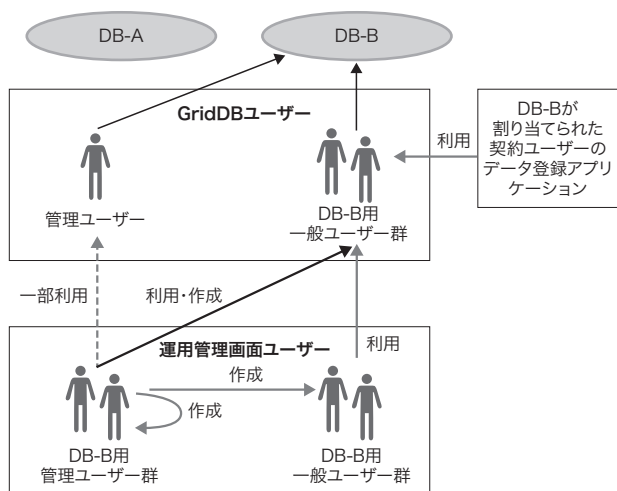 DB-A
DB-B
GridDBユーザー
管理ユーザー
DB-B用
一般ユーザー群
利用
DB-Bが
割り当てられた
契約ユーザーの
データ登録アプリ
ケーション
一部利用
利用・作成
利用
運用管理画面ユーザー
作成
作成
DB-B用
管理ユーザー群
DB-B用
一般ユーザー群